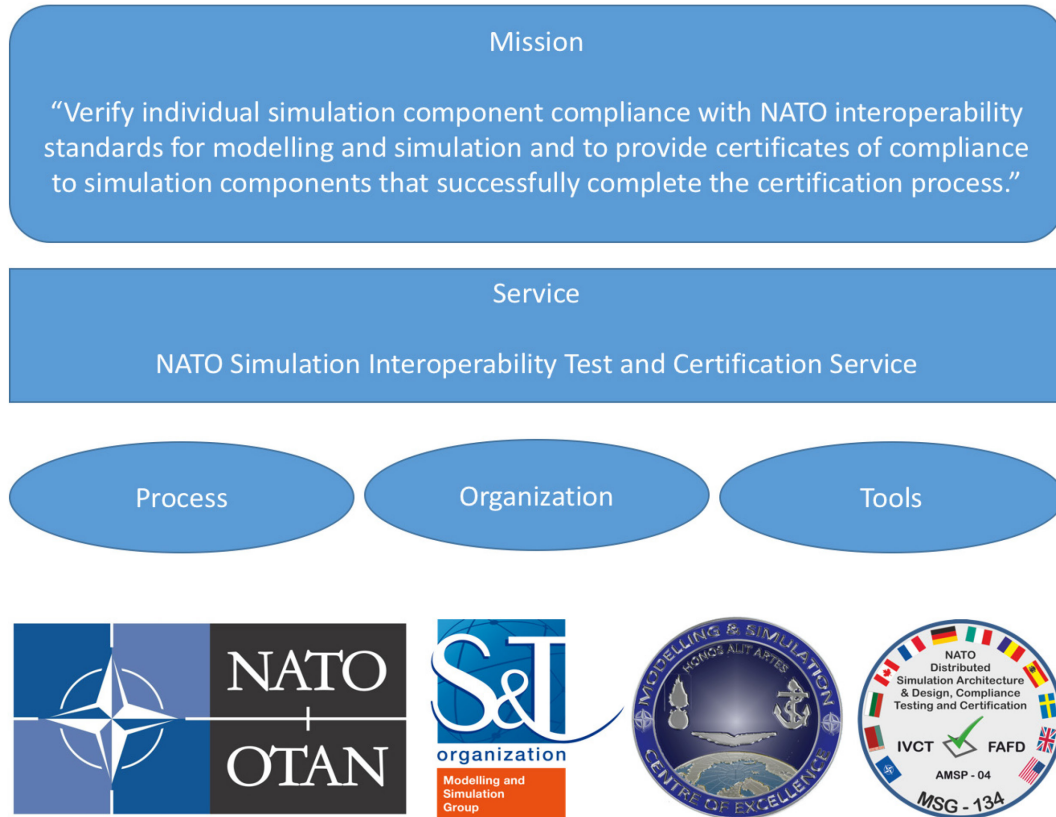 Mission
“Verify individual simulation component compliance with NATO interoperability
standards for modelling and simulation and to provide certificates of compliance
to simulation components that successfully complete the certification process.”
Service
NATO Simulation Interoperability Test and Certification Service
Process
Organization
Tools
NATO
OTAN
S&T
organization
Modelling and
Simulation
Group
MODELLING & SIMULATION
HONOS ALIT ARTES
CENTRE OF EXCELLENCE
NATO
Distributed
Simulation Architecture
& Design, Compliance
Testing and Certification
IVCT FAFD
AMSP - 04
MSG - 134